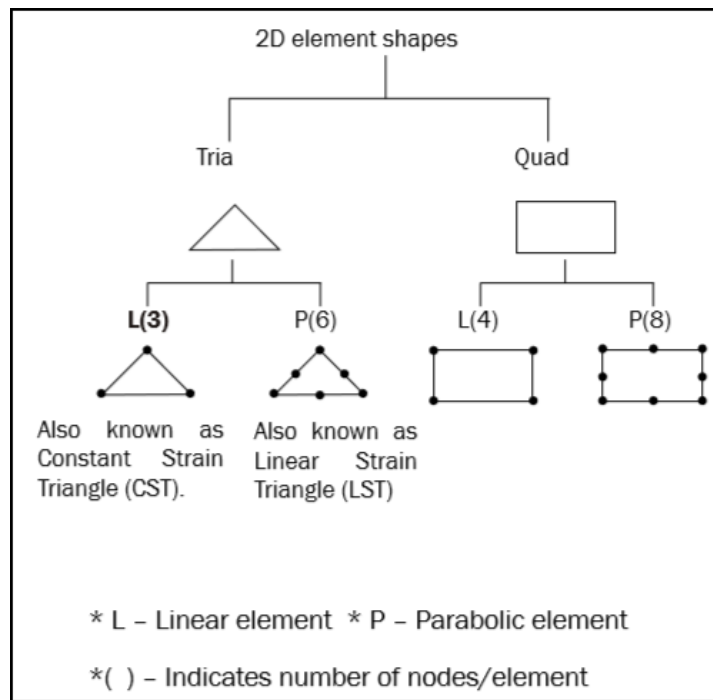 2D element shapes
Tria
Quad
L(3)
P(6)
L(4)
P(8)
Also known as
Constant Strain
Triangle (CST).
Also known as
Linear Strain
Triangle (LST)
* L – Linear element * P – Parabolic element
*( ) – Indicates number of nodes/element